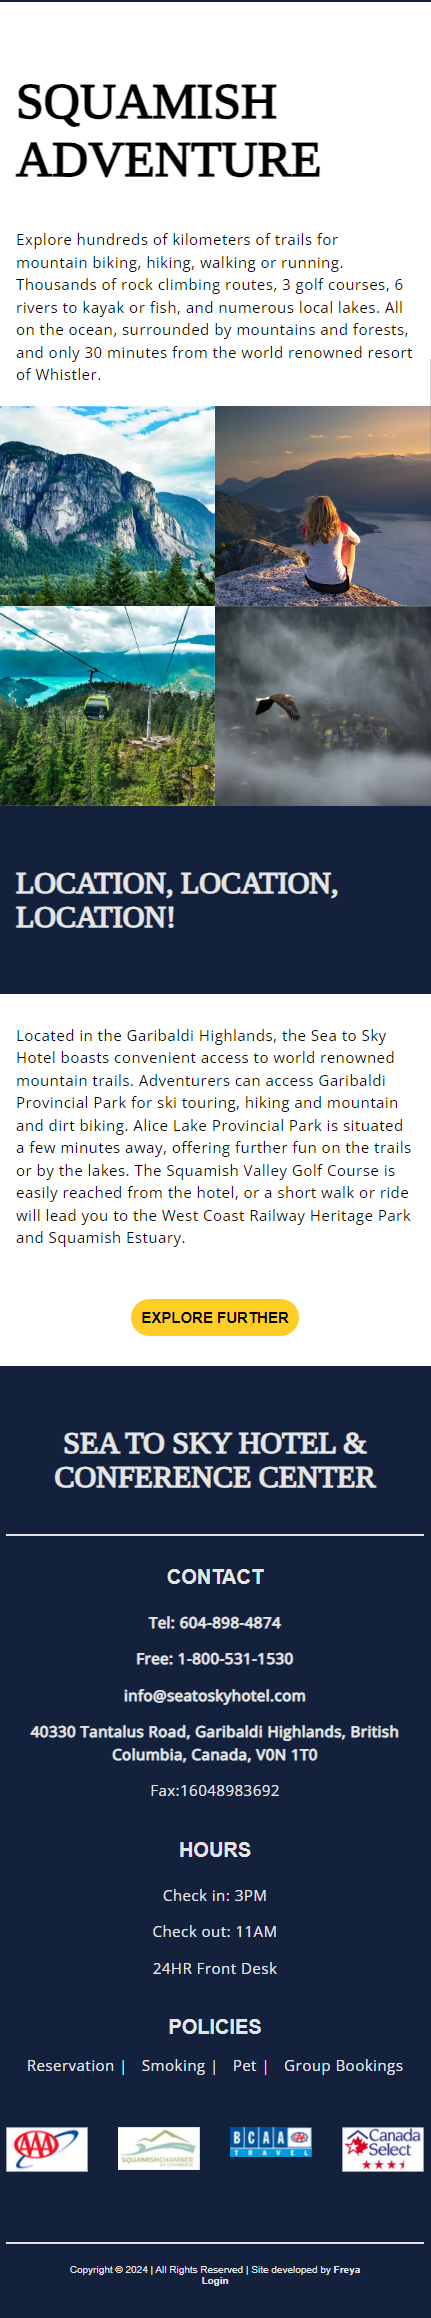 SQUAMISH
ADVENTURE
Explore hundreds of kilometers of trails for
mountain biking, hiking, walking or running.
Thousands of rock climbing routes, 3 golf courses, 6
rivers to kayak or fish, and numerous local lakes. All
on the ocean, surrounded by mountains and forests,
and only 30 minutes from the world renowned resort
of Whistler.
LOCATION, LOCATION,
LOCATION!
Located in the Garibaldi Highlands, the Sea to Sky
Hotel boasts convenient access to world renowned
mountain trails. Adventurers can access Garibaldi
Provincial Park for ski touring, hiking and mountain
and dirt biking. Alice Lake Provincial Park is situated
a few minutes away, offering further fun on the trails
or by the lakes. The Squamish Valley Golf Course is
easily reached from the hotel, or a short walk or ride
will lead you to the West Coast Railway Heritage Park
and Squamish Estuary.
EXPLORE FURTHER
SEA TO SKY HOTEL &
CONFERENCE CENTER
CONTACT
Tel: 604-898-4874
Free: 1-800-531-1530
info@seatoskyhotel.com
40330 Tantalus Road, Garibaldi Highlands, British
Columbia, Canada, V0N 1T0
Fax:16048983692
HOURS
Check in: 3PM
Check out: 11AM
24HR Front Desk
POLICIES
Reservation | Smoking | Pet | Group Bookings
AAA
SQUAMISHCHAMBER
OF COMMERCE
BCAA
TRAVEL
Canada
Select
Copyright © 2024 | All Rights Reserved | Site developed by Freya
Login